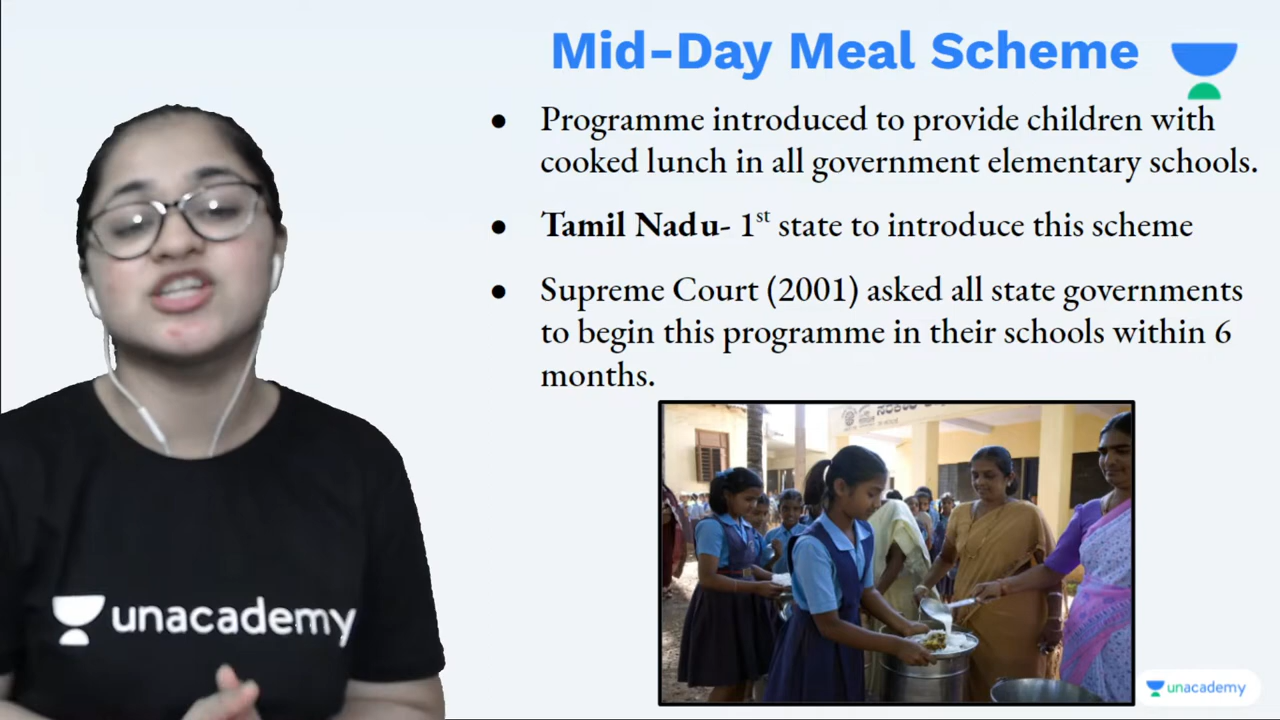 Mid-Day Meal Scheme
● Programme introduced to provide children with
cooked lunch in all government elementary schools.
● Tamil Nadu- 1st state to introduce this scheme
● Supreme Court (2001) asked all state governments
to begin this programme in their schools within 6
months.
unacademy
unacademy